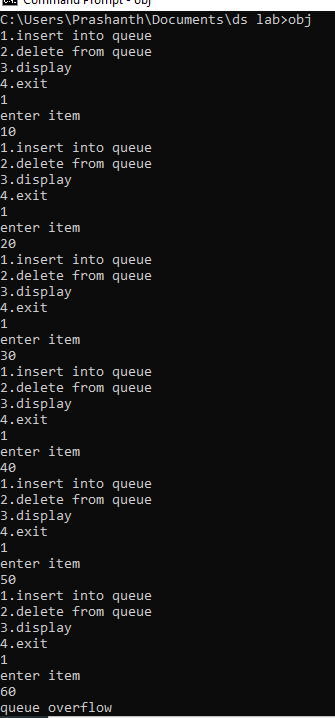 Command Prompt - obj
C:\Users\Prashanth\Documents\ds lab>obj
1.insert into queue
2.delete from queue
3.display
4.exit
1
enter item
10
1.insert into queue
2.delete from queue
3.display
4.exit
1
enter item
20
1.insert into queue
2.delete from queue
3.display
4.exit
1
enter item
30
1.insert into queue
2.delete from queue
3.display
4.exit
1
enter item
40
1.insert into queue
2.delete from queue
3.display
4.exit
1
enter item
50
1.insert into queue
2.delete from queue
3.display
4.exit
1
enter item
60
queue overflow